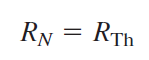 R_N = R_Th